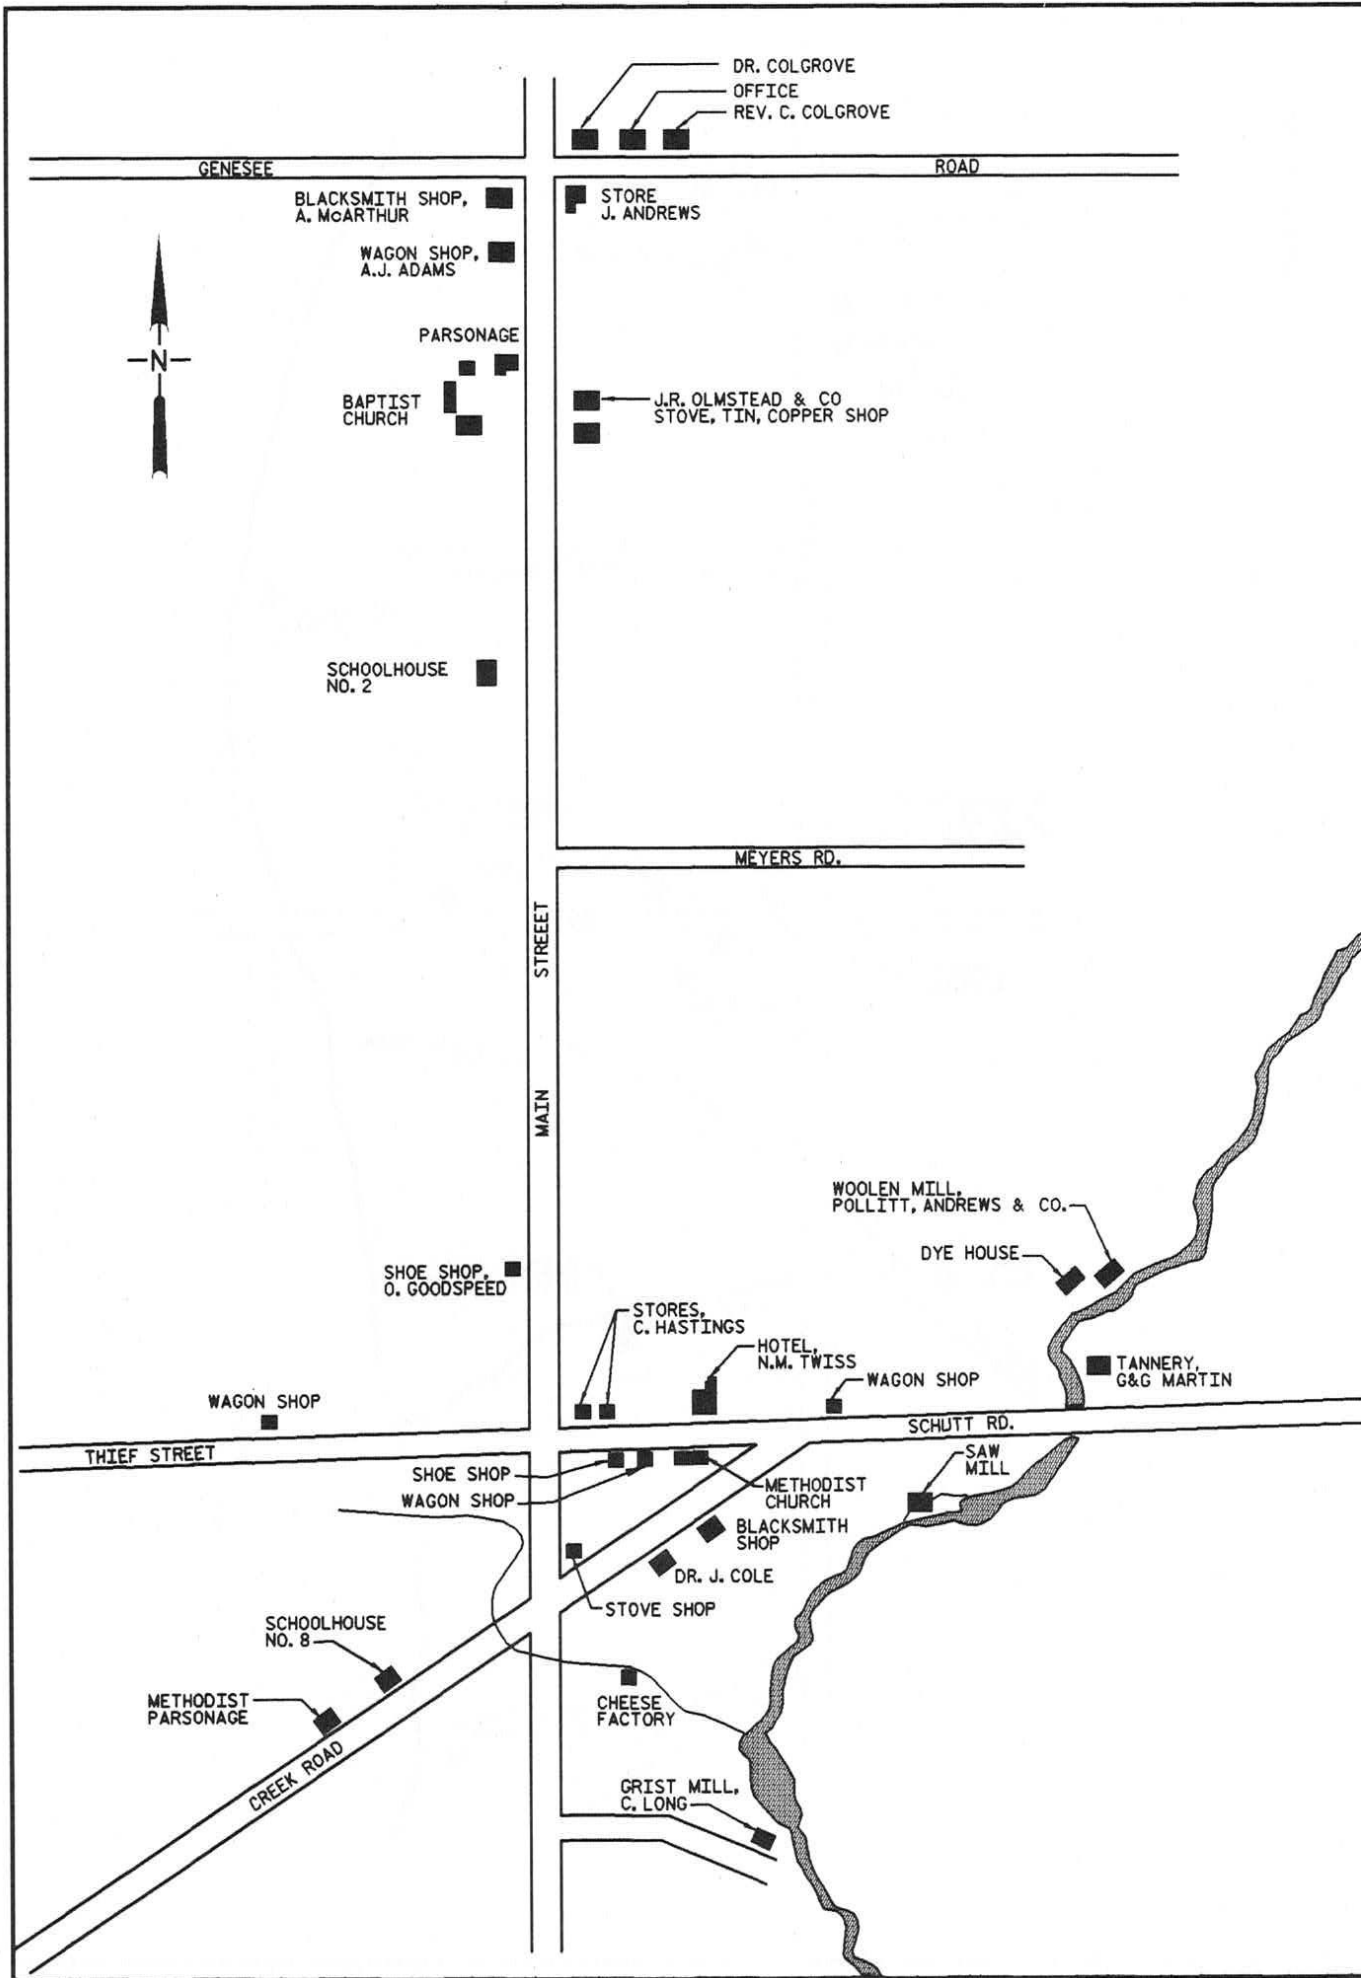 DR. COLGROVE
OFFICE
REV. C. COLGROVE
GENESEE ROAD
BLACKSMITH SHOP,
A. McARTHUR
STORE
J. ANDREWS
WAGON SHOP,
A.J. ADAMS
N
PARSONAGE
BAPTIST
CHURCH
J.R. OLMSTEAD & CO
STOVE, TIN, COPPER SHOP
SCHOOLHOUSE
NO. 2
MEYERS RD.
MAIN STREEET
WOOLEN MILL,
POLLITT, ANDREWS & CO.
DYE HOUSE
SHOE SHOP,
O. GOODSPEED
STORES,
C. HASTINGS
HOTEL,
N.M. TWISS
TANNERY,
G&G MARTIN
WAGON SHOP
WAGON SHOP
SCHUTT RD.
THIEF STREET
SHOE SHOP
WAGON SHOP
METHODIST
CHURCH
SAW
MILL
BLACKSMITH
SHOP
DR. J. COLE
STOVE SHOP
SCHOOLHOUSE
NO. 8
METHODIST
PARSONAGE
CHEESE
FACTORY
CREEK ROAD
GRIST MILL,
C. LONG